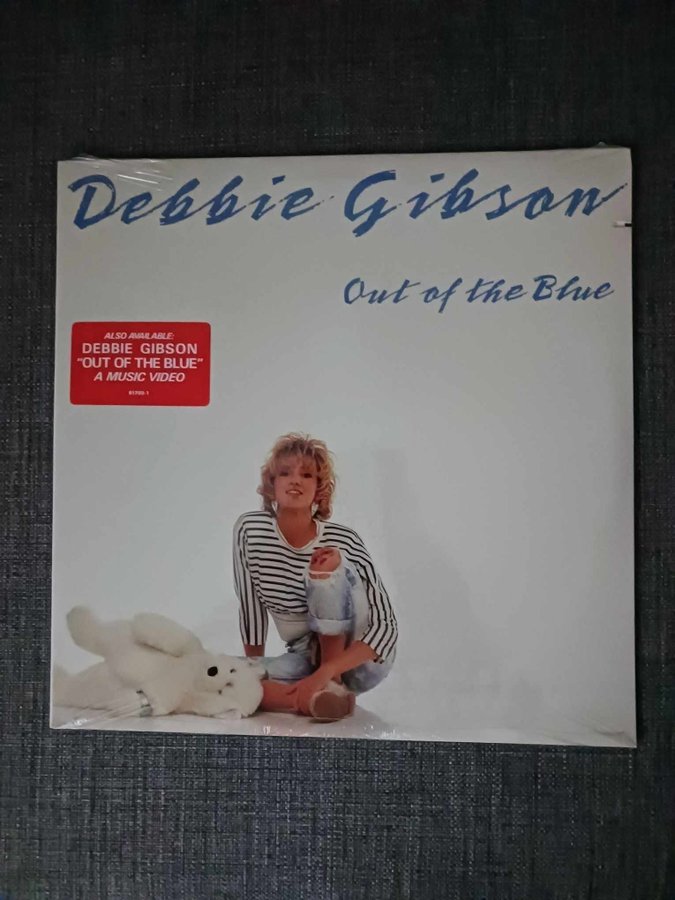 Debbie Gibson
Out of the Blue
ALSO AVAILABLE:
DEBBIE GIBSON
"OUT OF THE BLUE"
A MUSIC VIDEO